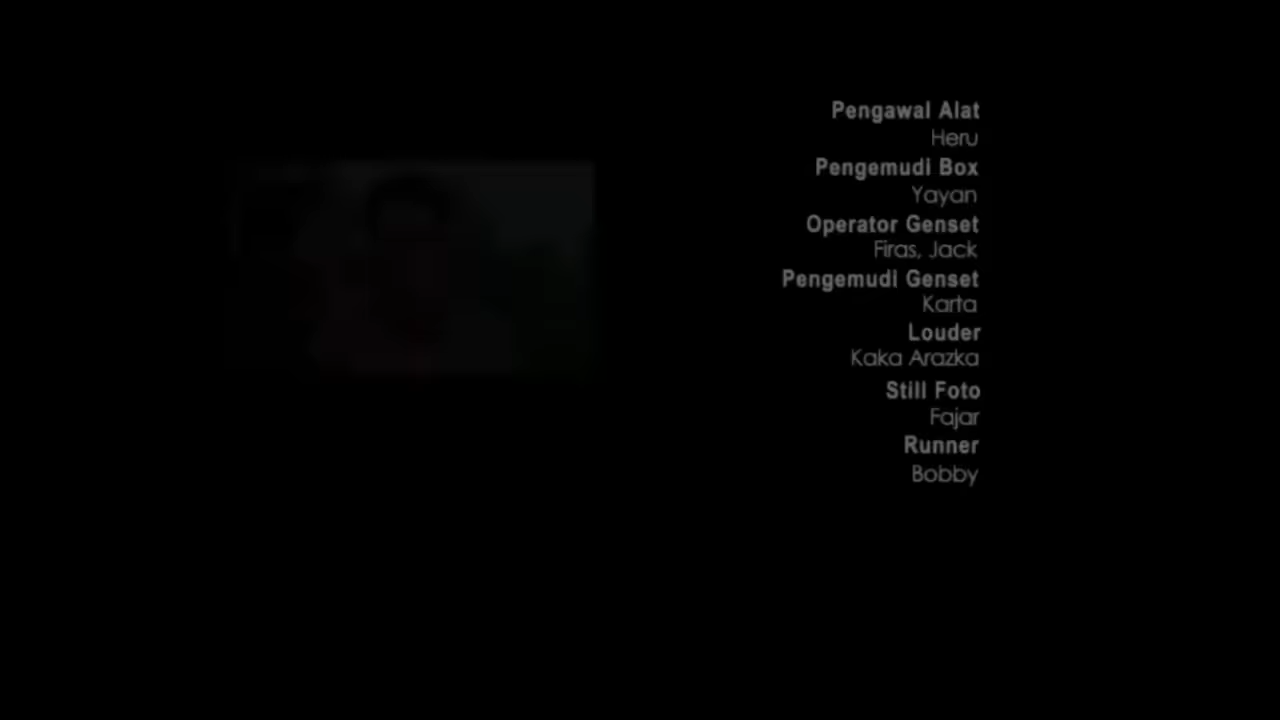 Pengawal Alat
Heru
Pengemudi Box
Yayan
Operator Genset
Firas, Jack
Pengemudi Genset
Karta
Louder
Kaka Arazka
Still Foto
Fajar
Runner
Bobby